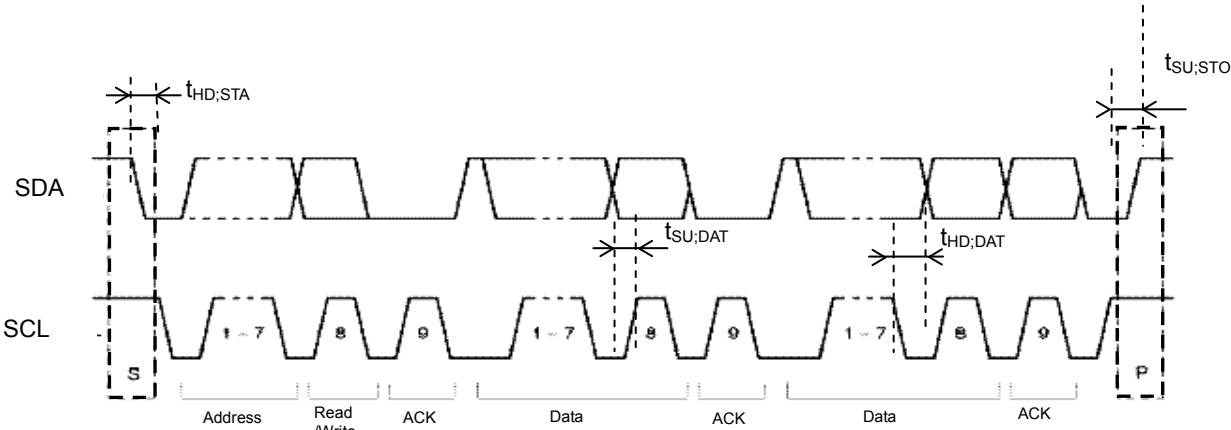 tHD;STA
tSU;STO
SDA
tSU;DAT
tHD;DAT
SCL
1 – 7 8 9 1 – 7 8 9 1 – 7 8 9
S P
Address Read ACK Data ACK Data ACK
/Write